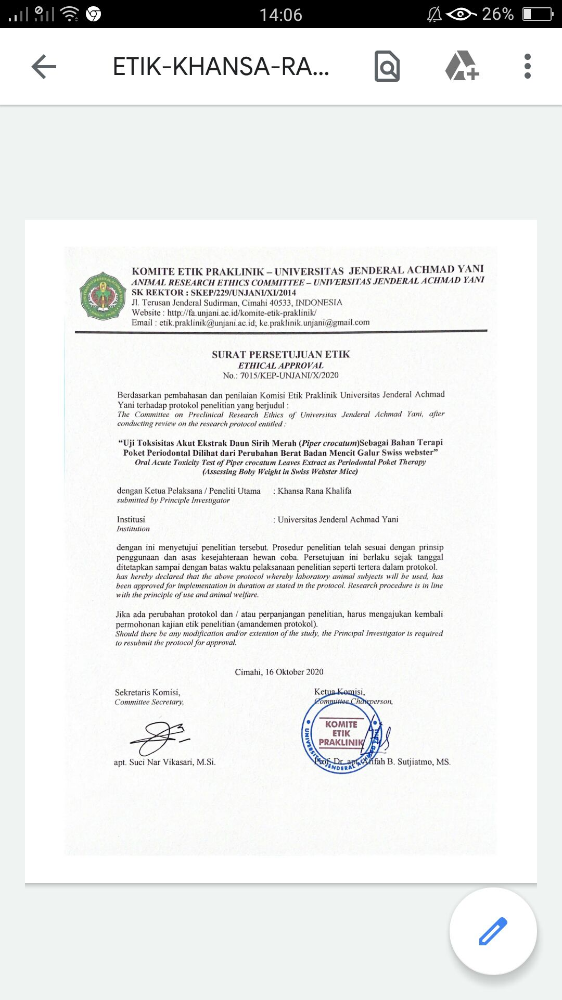 14:06
26%
ETIK-KHANSA-RA...
KOMITE ETIK PRAKLINIK – UNIVERSITAS JENDERAL ACHMAD YANI
ANIMAL RESEARCH ETHICS COMMITTEE – UNIVERSITAS JENDERAL ACHMAD YANI
SK REKTOR : SKEP/229/UNJANI/XI/2014
Jl. Terusan Jenderal Sudirman, Cimahi 40533, INDONESIA
Website : http://fa.unjani.ac.id/komite-etik-praklinik/
Email : etik.praklinik@unjani.ac.id; ke.praklinik.unjani@gmail.com
SURAT PERSETUJUAN ETIK
ETHICAL APPROVAL
No.: 7015/KEP-UNJANI/X/2020
Berdasarkan pembahasan dan penilaian Komisi Etik Praklinik Universitas Jenderal Achmad
Yani terhadap protokol penelitian yang berjudul :
The Committee on Preclinical Research Ethics of Universitas Jenderal Achmad Yani, after
conducting review on the research protocol entitled :
“Uji Toksisitas Akut Ekstrak Daun Sirih Merah (Piper crocatum)Sebagai Bahan Terapi
Poket Periodontal Dilihat dari Perubahan Berat Badan Mencit Galur Swiss webster”
Oral Acute Toxicity Test of Piper crocatum Leaves Extract as Periodontal Poket Therapy
(Assessing Boby Weight in Swiss Webster Mice)
dengan Ketua Pelaksana / Peneliti Utama : Khansa Rana Khalifa
submitted by Principle Investigator
Institusi : Universitas Jenderal Achmad Yani
Institution
dengan ini menyetujui penelitian tersebut. Prosedur penelitian telah sesuai dengan prinsip
penggunaan dan asas kesejahteraan hewan coba. Persetujuan ini berlaku sejak tanggal
ditetapkan sampai dengan batas waktu pelaksanaan penelitian seperti tertera dalam protokol.
has hereby declared that the above protocol whereby laboratory animal subjects will be used, has
been approved for implementation in duration as stated in the protocol. Research procedure is in line
with the principle of use and animal welfare.
Jika ada perubahan protokol dan / atau perpanjangan penelitian, harus mengajukan kembali
permohonan kajian etik penelitian (amandemen protokol).
Should there be any modification and/or extention of the study, the Principal Investigator is required
to resubmit the protocol for approval.
Cimahi, 16 Oktober 2020
Sekretaris Komisi,
Committee Secretary,
apt. Suci Nar Vikasari, M.Si.
Ketua Komisi,
Committee Chairperson,
KOMITE
ETIK
PRAKLINIK
UNIVERSITAS JENDERAL ACHMAD YANI
Prof. Dr. apt. Afifah B. Sutjiatmo, MS.